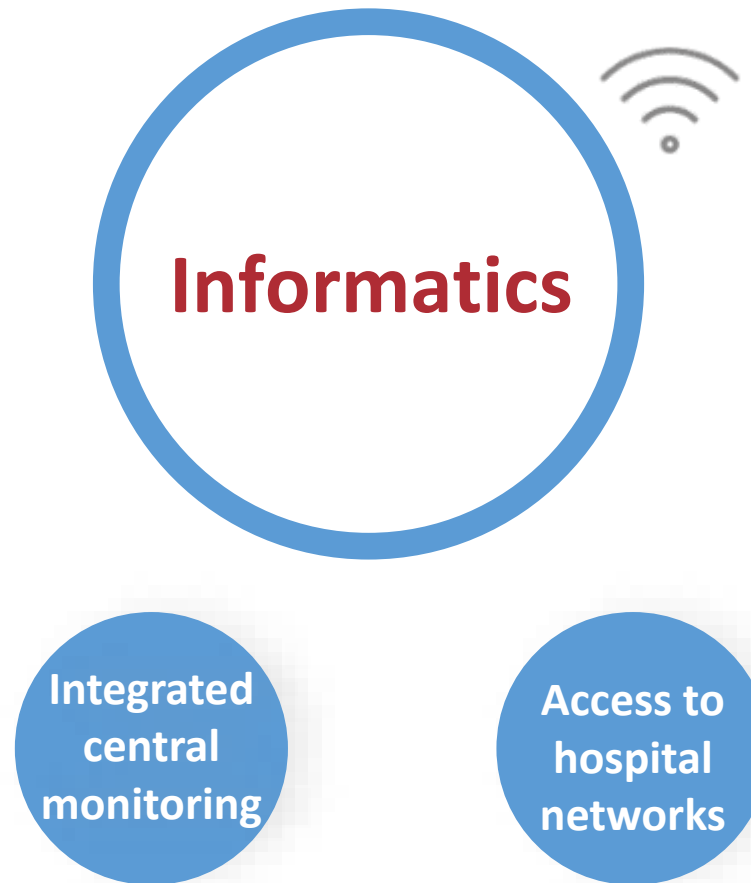 Informatics
Integrated
central
monitoring
Access to
hospital
networks